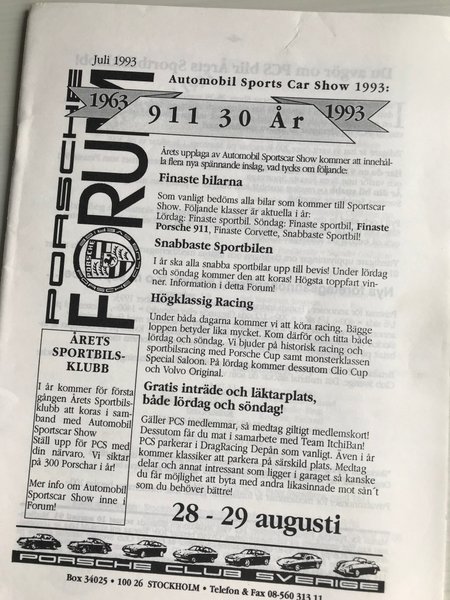 Juli 1993
PORSCHE
FORUM
Automobil Sports Car Show 1993:
1963
911 30 År
1993
Årets upplaga av Automobil Sportscar Show kommer att innehål-
la flera nya spännande inslag, vad tycks om följande:
Finaste bilarna
Som vanligt bedöms alla bilar som kommer till Sportscar
Show. Följande klasser är aktuella i år:
Lördag: Finaste sportbil. Söndag: Finaste sportbil, Finaste
Porsche 911, Finaste Corvette, Snabbaste Sportbil!
Snabbaste Sportbilen
I år ska alla snabba sportbilar upp till bevis! Under lördag
och söndag kommer den att koras! Högsta toppfart vin-
ner. Information i detta Forum!
Högklassig Racing
Under båda dagarna kommer vi att köra racing. Bägge
loppen betyder lika mycket. Kom därför och titta både
lördag och söndag. Vi bjuder på historisk racing och
sportbilsracing med Porsche Cup samt monsterklassen
Special Saloon. På lördag kommer dessutom Clio Cup
och Volvo Original.
Gratis inträde och läktarplats,
både lördag och söndag!
Gäller PCS medlemmar, så medtag giltigt medlemskort!
Dessutom får du mat i samarbete med Team ItchiBan!
PCS parkerar i DragRacing Depån som vanligt. Även i år
kommer klassiker att parkera på särskild plats. Medtag
delar och annat intressant som ligger i garaget så kanske
du får möjlighet att byta med andra likasinnade mot sån´t
som du behöver bättre!
28 - 29 augusti
ÅRETS
SPORTBILS-
KLUBB
I år kommer för första
gången Årets Sportbils-
klubb att koras i sam-
band med Automobil
Sportscar Show
Ställ upp för PCS med
din närvaro. Vi siktar
på 300 Porschar i år!
Mer info om Automobil
Sportscar Show inne i
Forum!
PORSCHE CLUB SVERIGE
Box 34025 • 100 26 STOCKHOLM • Telefon & Fax 08-560 313 11